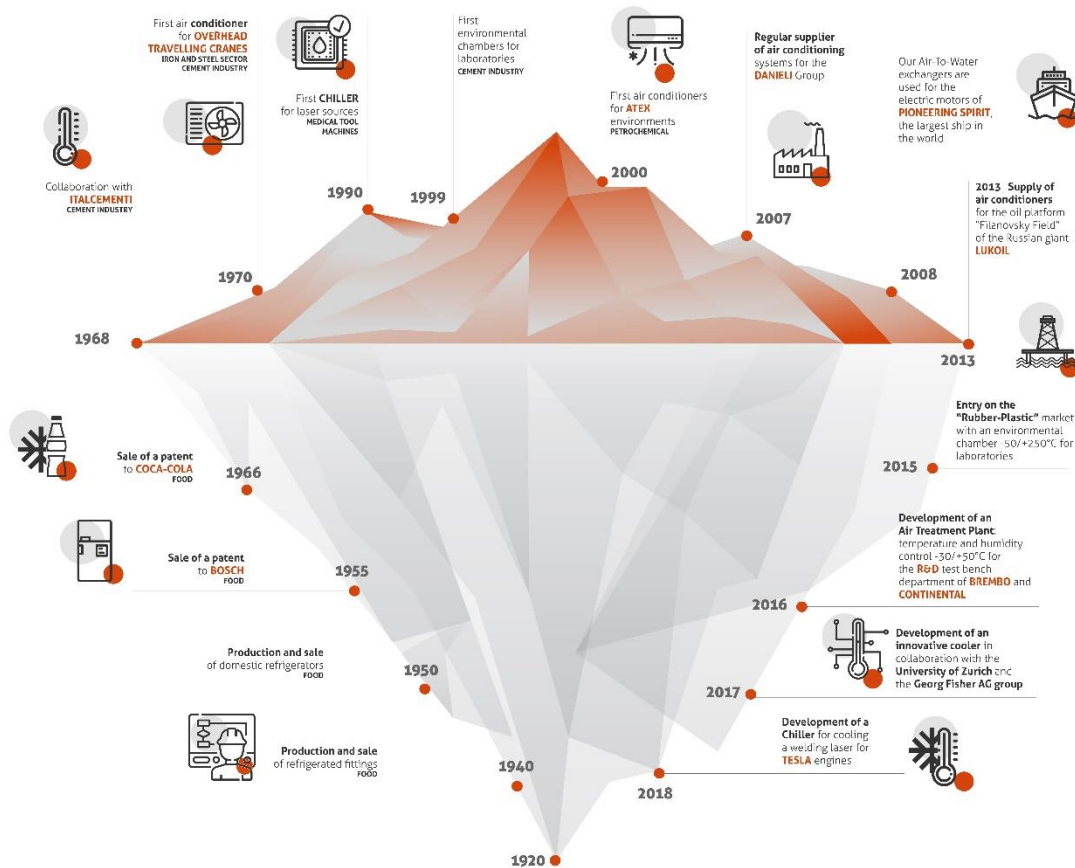 First air conditioner
for OVERHEAD
TRAVELLING CRANES
IRON AND STEEL SECTOR
CEMENT INDUSTRY
First CHILLER
for laser sources
MEDICAL TOOL
MACHINES
First
environmental
chambers for
laboratories
CEMENT INDUSTRY
First air conditioners
for ATEX
environments
PETROCHEMICAL
Regular supplier
of air conditioning
systems for the
DANIELI Group
Our Air-To-Water
exchangers are
used for the
electric motors of
PIONEERING SPIRIT,
the largest ship in
the world
Collaboration with
ITALCEMENTI
CEMENT INDUSTRY
2013 Supply of
air conditioners
for the oil platform
"Filanovsky Field"
of the Russian giant
LUKOIL
1968
1970
1990
1999
2000
2007
2008
2013
Sale of a patent
to COCA-COLA
FOOD
1966
Sale of a patent
to BOSCH
FOOD
1955
Production and sale
of domestic refrigerators
FOOD
1950
Production and sale
of refrigerated fittings
FOOD
1940
1920
Entry on the
"Rubber-Plastic" market
with an environmental
chamber -50/+250°C for
laboratories
2015
Development of an
Air Treatment Plant:
temperature and humidity
control -30/+50°C for
the R&D test bench
department of BREMBO and
CONTINENTAL
2016
Development of an
innovative cooler in
collaboration with the
University of Zurich and
the Georg Fisher AG group
2017
Development of a
Chiller for cooling
a welding laser for
TESLA engines
2018